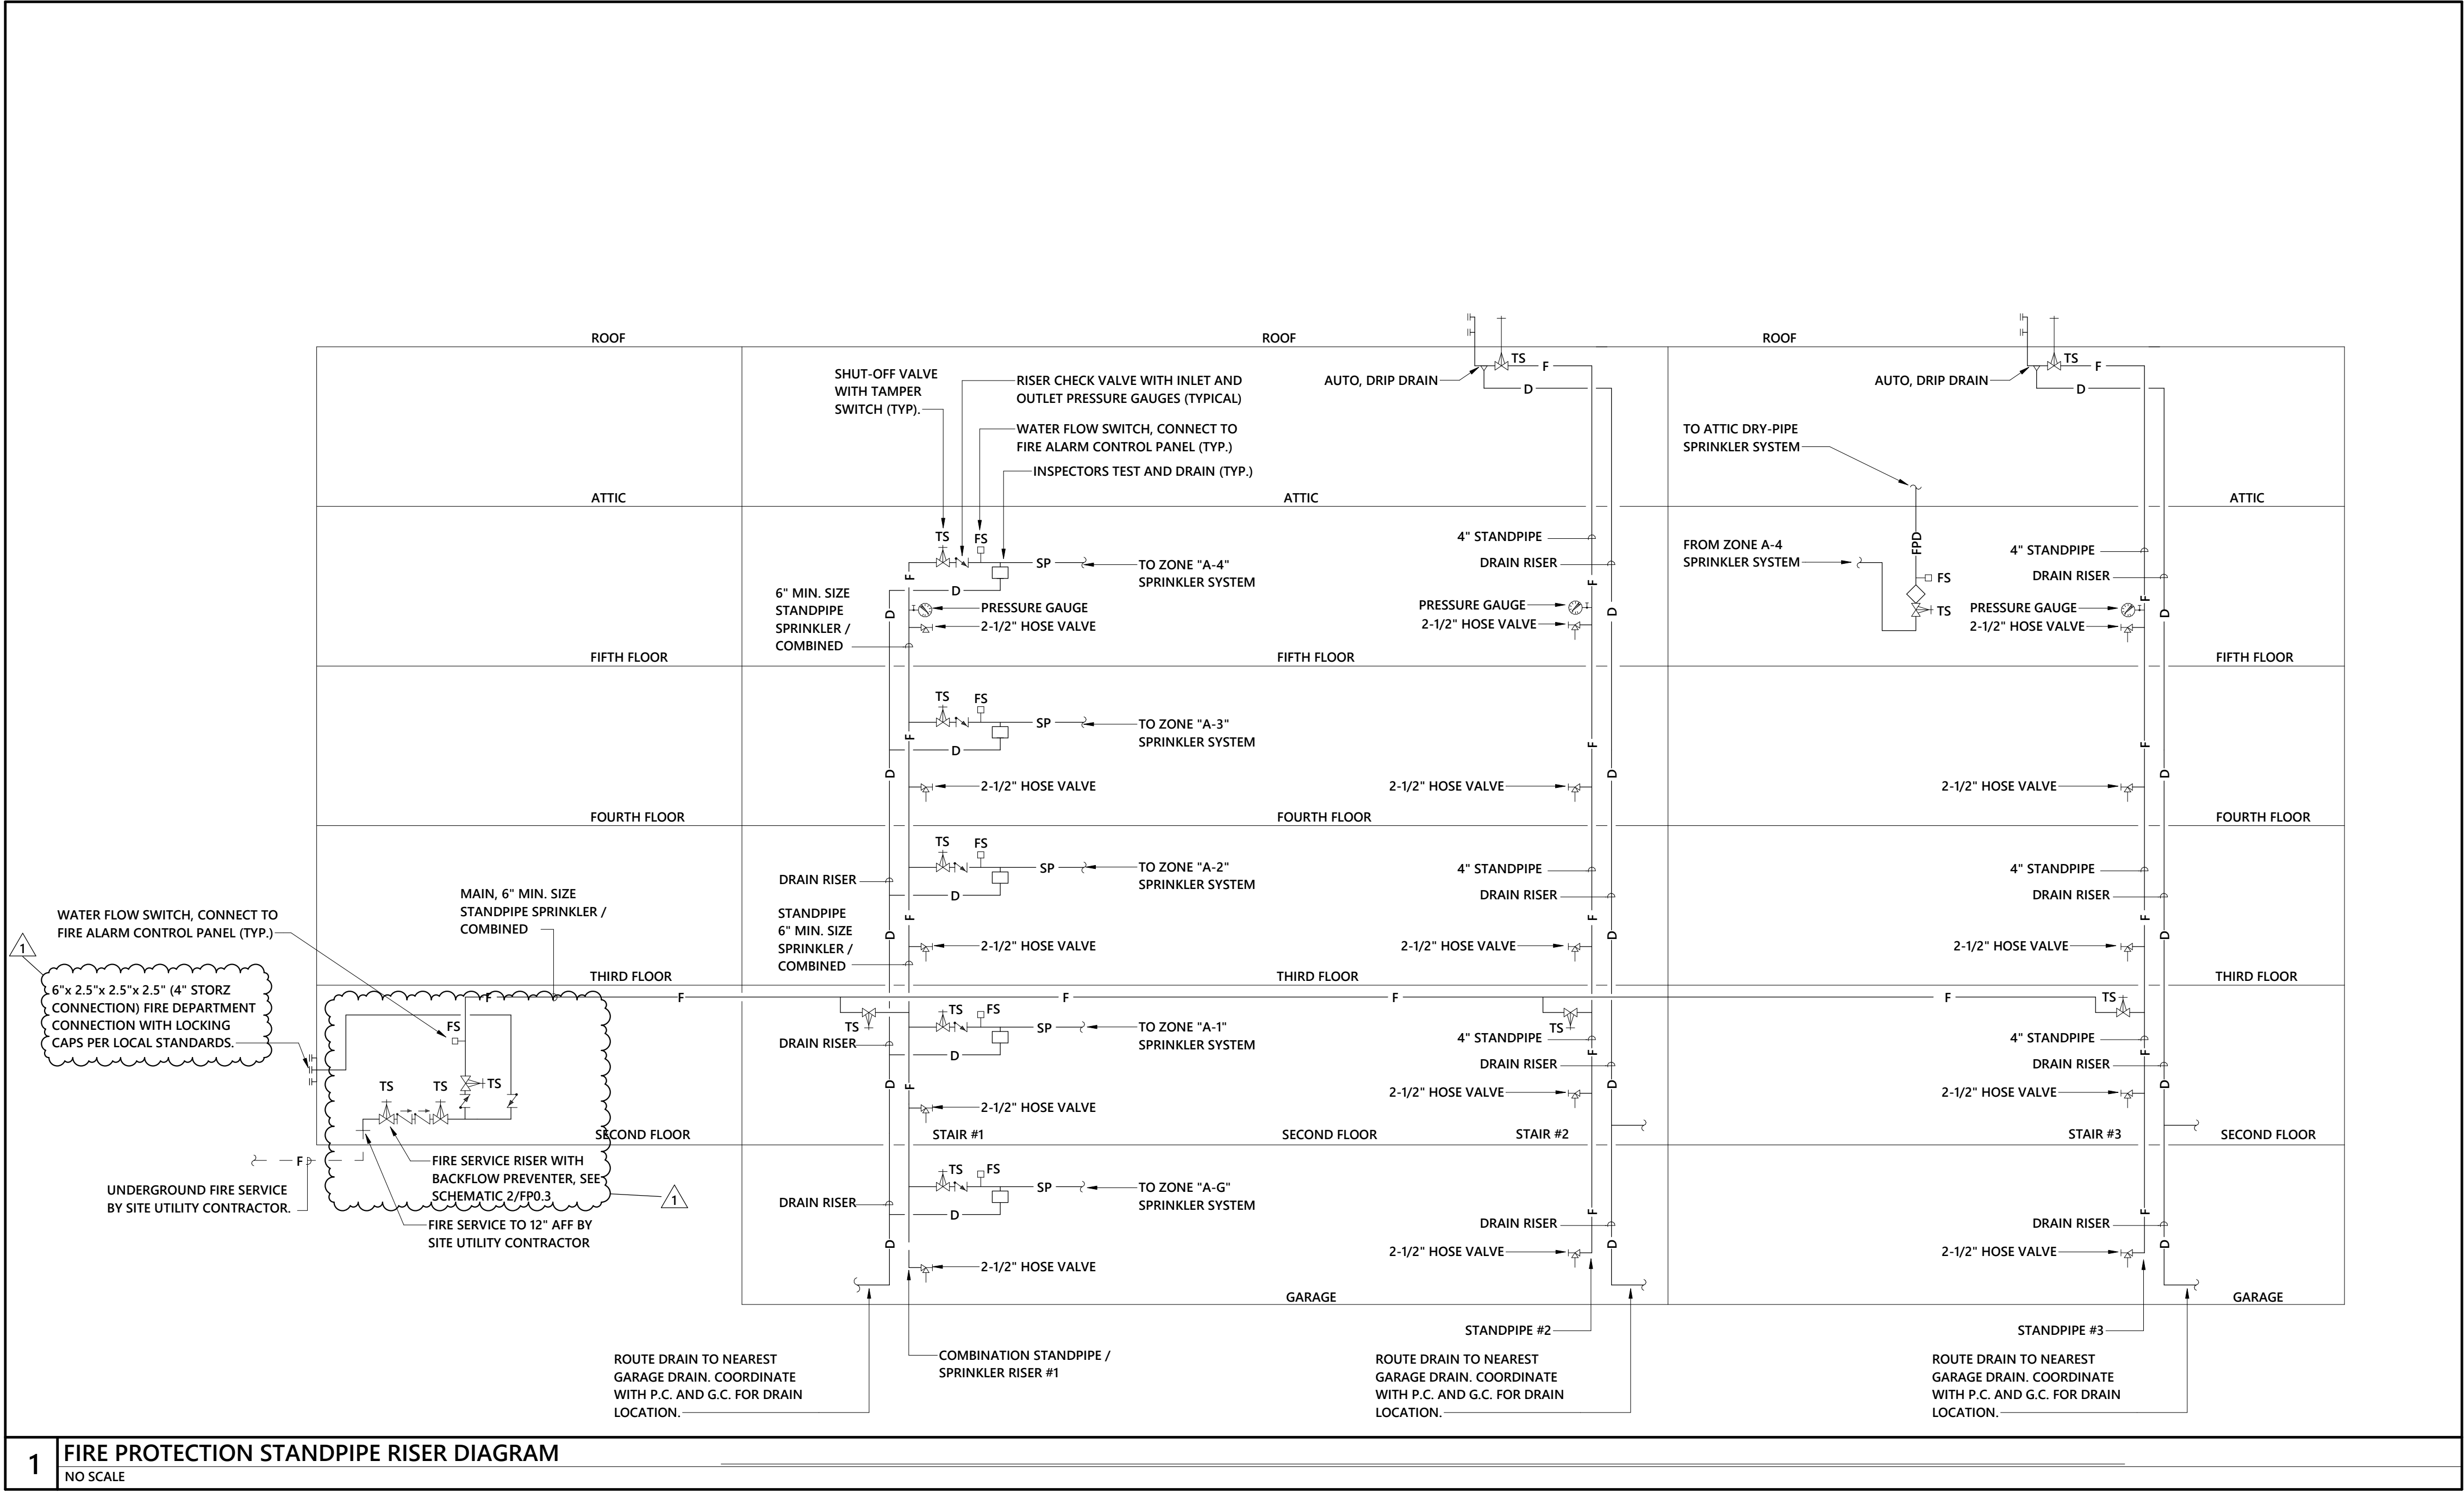 ROOF
ROOF
ROOF
SHUT-OFF VALVE
WITH TAMPER
SWITCH (TYP).
RISER CHECK VALVE WITH INLET AND
OUTLET PRESSURE GAUGES (TYPICAL)
WATER FLOW SWITCH, CONNECT TO
FIRE ALARM CONTROL PANEL (TYP.)
INSPECTORS TEST AND DRAIN (TYP.)
AUTO, DRIP DRAIN
TS
F
D
AUTO, DRIP DRAIN
TS
F
D
TO ATTIC DRY-PIPE
SPRINKLER SYSTEM
ATTIC
ATTIC
ATTIC
TS
FS
SP
TO ZONE "A-4"
SPRINKLER SYSTEM
F
D
D
6" MIN. SIZE
STANDPIPE
SPRINKLER /
COMBINED
PRESSURE GAUGE
2-1/2" HOSE VALVE
4" STANDPIPE
DRAIN RISER
F
PRESSURE GAUGE
D
2-1/2" HOSE VALVE
FROM ZONE A-4
SPRINKLER SYSTEM
FPD
FS
TS
4" STANDPIPE
DRAIN RISER
F
PRESSURE GAUGE
D
2-1/2" HOSE VALVE
FIFTH FLOOR
FIFTH FLOOR
FIFTH FLOOR
TS
FS
SP
TO ZONE "A-3"
SPRINKLER SYSTEM
F
D
D
2-1/2" HOSE VALVE
F
D
2-1/2" HOSE VALVE
F
D
2-1/2" HOSE VALVE
FOURTH FLOOR
FOURTH FLOOR
FOURTH FLOOR
TS
FS
SP
TO ZONE "A-2"
SPRINKLER SYSTEM
DRAIN RISER
D
STANDPIPE
6" MIN. SIZE
SPRINKLER /
COMBINED
F
D
2-1/2" HOSE VALVE
4" STANDPIPE
DRAIN RISER
F
D
2-1/2" HOSE VALVE
4" STANDPIPE
DRAIN RISER
F
D
2-1/2" HOSE VALVE
WATER FLOW SWITCH, CONNECT TO
FIRE ALARM CONTROL PANEL (TYP.)
MAIN, 6" MIN. SIZE
STANDPIPE SPRINKLER /
COMBINED
1
6"x 2.5"x 2.5"x 2.5" (4" STORZ
CONNECTION) FIRE DEPARTMENT
CONNECTION WITH LOCKING
CAPS PER LOCAL STANDARDS.
THIRD FLOOR
THIRD FLOOR
THIRD FLOOR
F
F
F
F
F
FS
TS
TS
TS
TS
TS
FS
SP
TO ZONE "A-1"
SPRINKLER SYSTEM
DRAIN RISER
D
D
F
2-1/2" HOSE VALVE
TS
4" STANDPIPE
F
DRAIN RISER
D
2-1/2" HOSE VALVE
TS
4" STANDPIPE
F
DRAIN RISER
D
2-1/2" HOSE VALVE
SECOND FLOOR
STAIR #1
SECOND FLOOR
STAIR #2
STAIR #3
SECOND FLOOR
F
UNDERGROUND FIRE SERVICE
BY SITE UTILITY CONTRACTOR.
FIRE SERVICE RISER WITH
BACKFLOW PREVENTER, SEE
SCHEMATIC 2/FP0.3
1
FIRE SERVICE TO 12" AFF BY
SITE UTILITY CONTRACTOR
TS
FS
SP
TO ZONE "A-G"
SPRINKLER SYSTEM
DRAIN RISER
D
D
2-1/2" HOSE VALVE
F
DRAIN RISER
D
2-1/2" HOSE VALVE
F
DRAIN RISER
D
2-1/2" HOSE VALVE
GARAGE
GARAGE
STANDPIPE #2
STANDPIPE #3
ROUTE DRAIN TO NEAREST
GARAGE DRAIN. COORDINATE
WITH P.C. AND G.C. FOR DRAIN
LOCATION.
COMBINATION STANDPIPE /
SPRINKLER RISER #1
ROUTE DRAIN TO NEAREST
GARAGE DRAIN. COORDINATE
WITH P.C. AND G.C. FOR DRAIN
LOCATION.
ROUTE DRAIN TO NEAREST
GARAGE DRAIN. COORDINATE
WITH P.C. AND G.C. FOR DRAIN
LOCATION.
1
FIRE PROTECTION STANDPIPE RISER DIAGRAM
NO SCALE